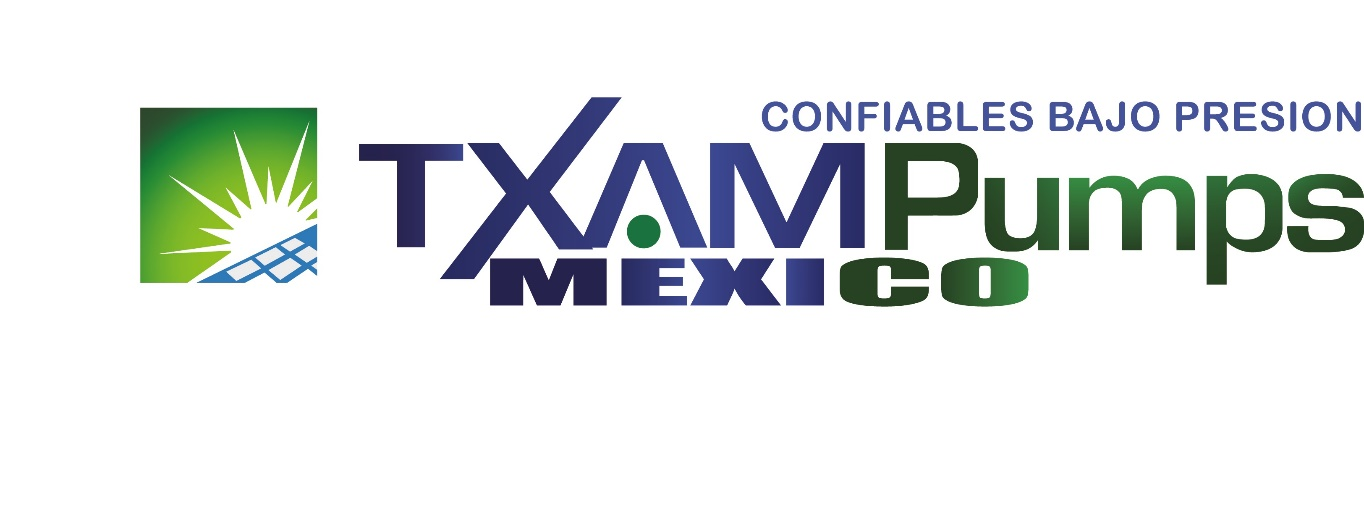 CONFIABLES BAJO PRESION
TXAMPumps
MEXICO